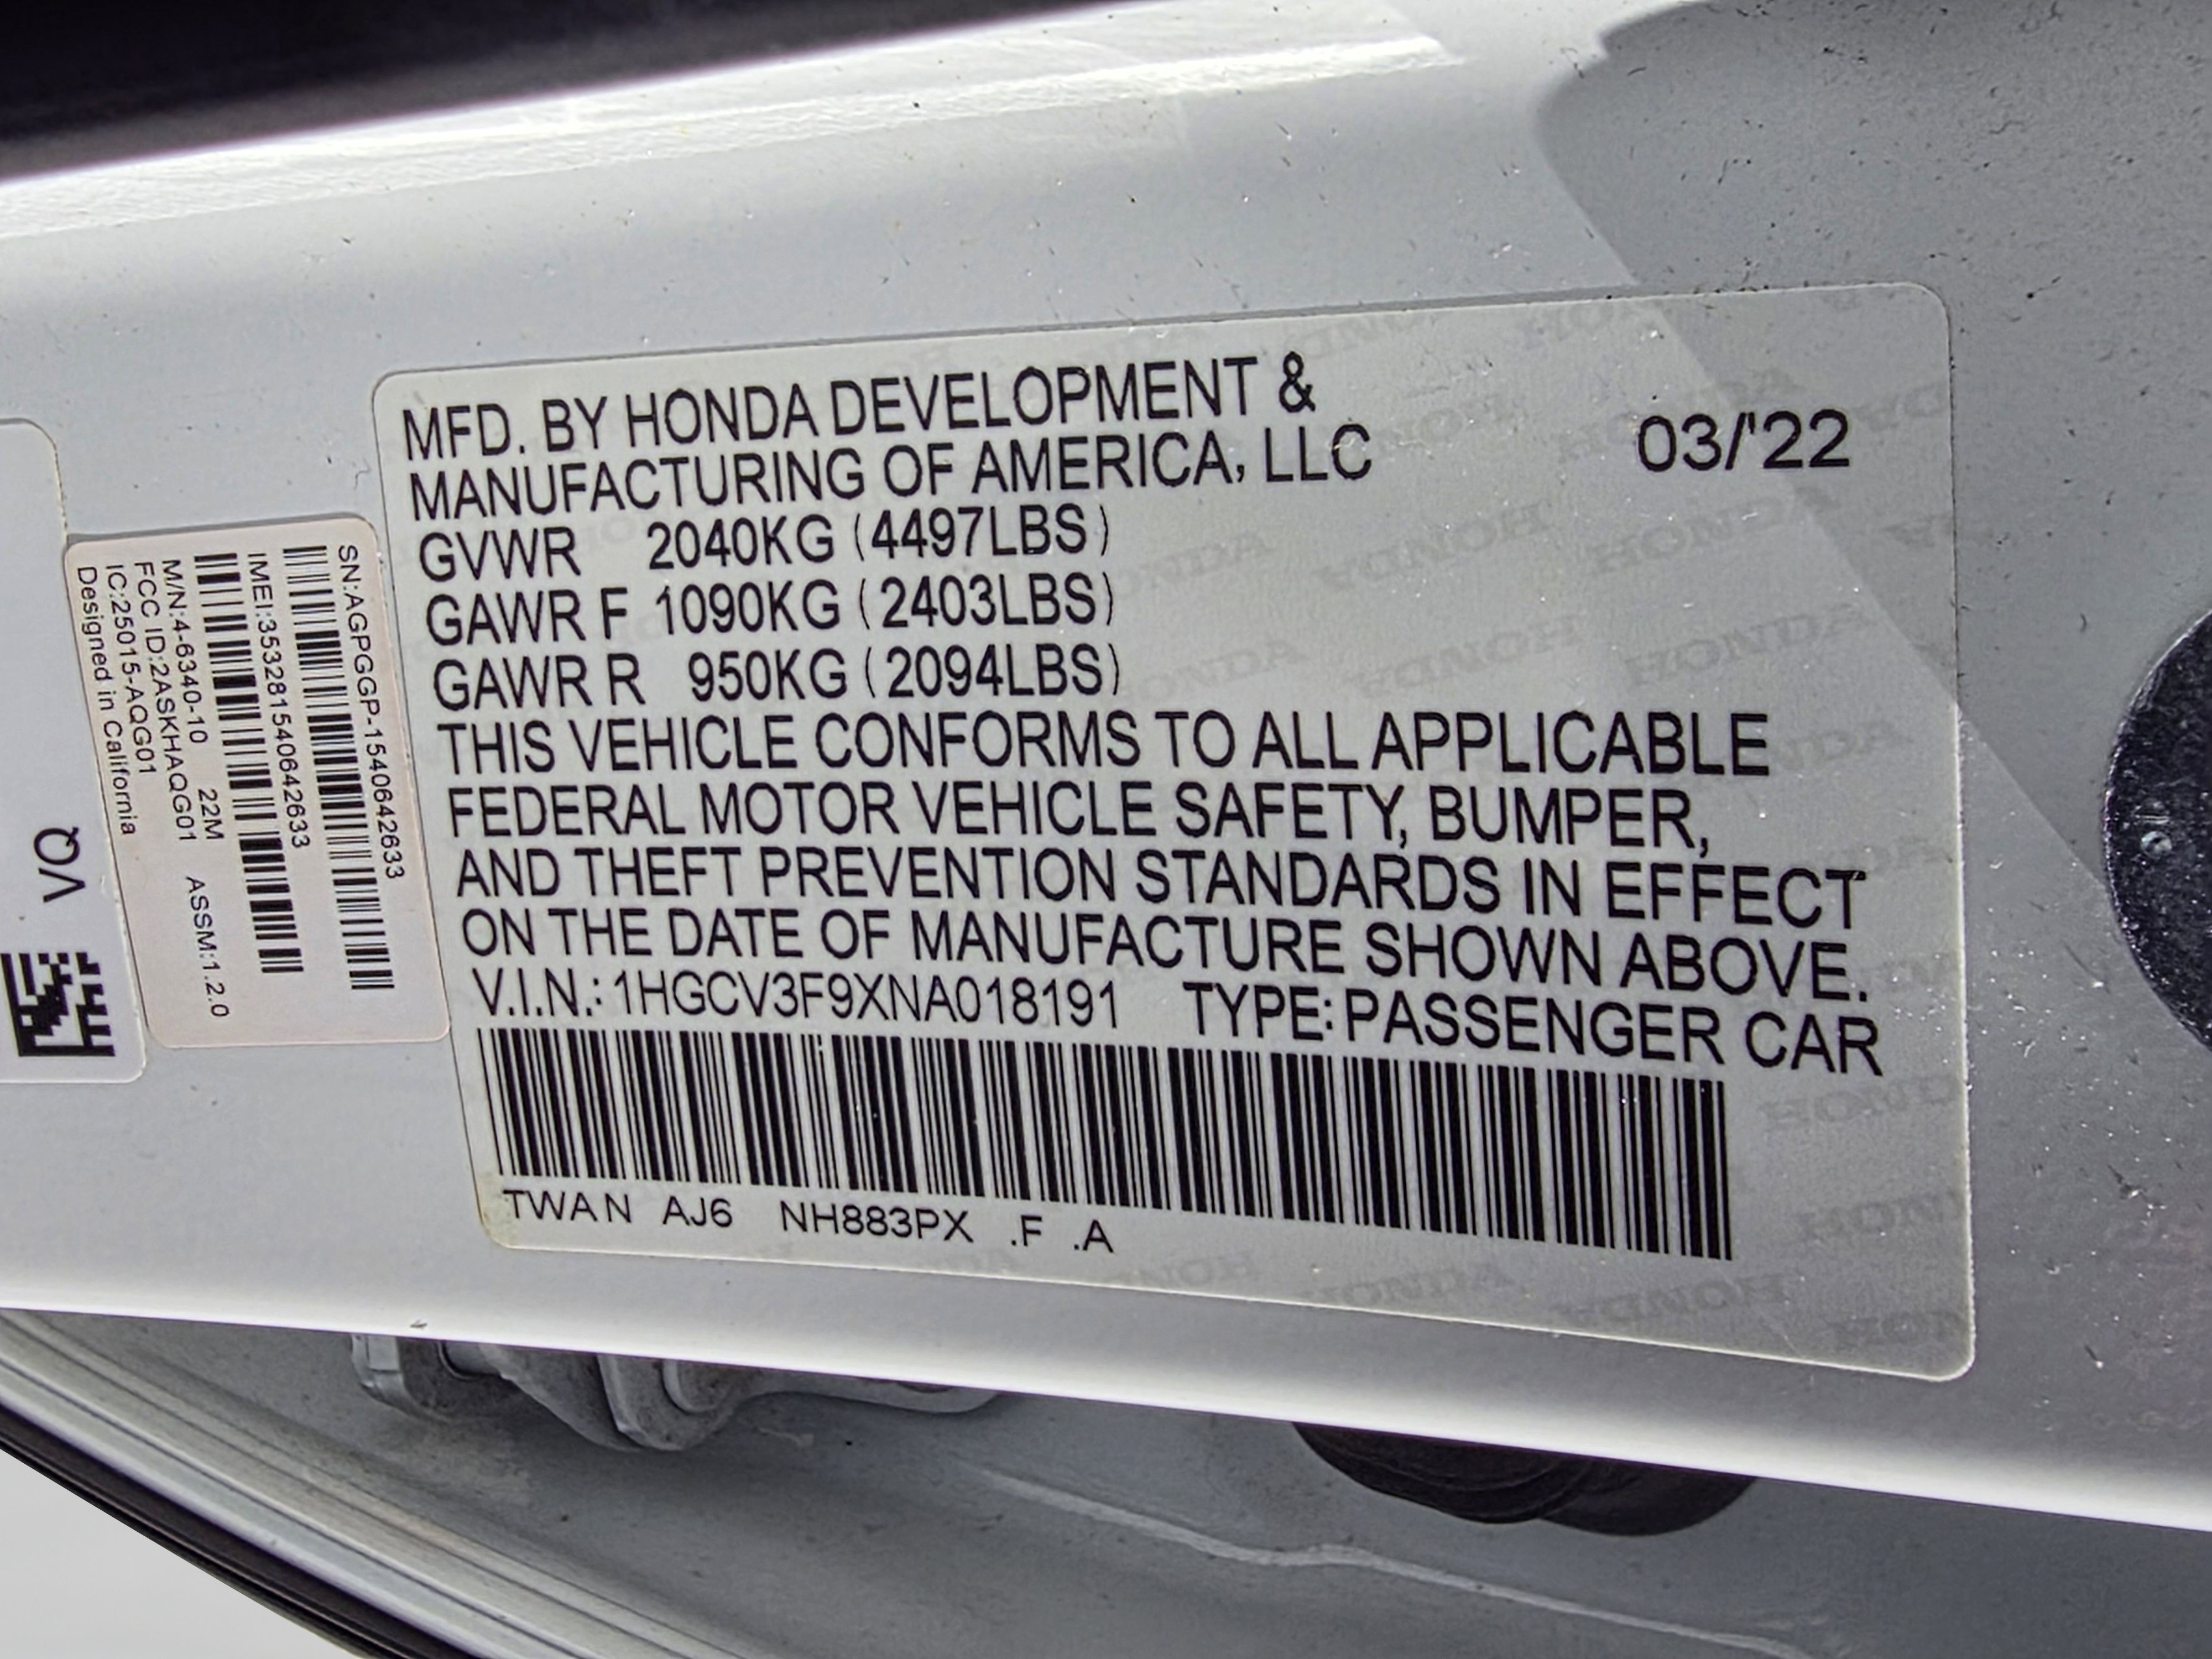 MFD. BY HONDA DEVELOPMENT &
MANUFACTURING OF AMERICA, LLC
03/'22
GVWR 2040KG (4497LBS)
GAWR F 1090KG (2403LBS)
GAWR R 950KG (2094LBS)
THIS VEHICLE CONFORMS TO ALL APPLICABLE
FEDERAL MOTOR VEHICLE SAFETY, BUMPER,
AND THEFT PREVENTION STANDARDS IN EFFECT
ON THE DATE OF MANUFACTURE SHOWN ABOVE.
V.I.N.: 1HGCV3F9XNA018191 TYPE: PASSENGER CAR
TWAN AJ6 NH883PX .F .A
SN:AGPGGP-1540642633
IMEI:353281540642633
M/N:4-6340-10 22M ASSM:1.2.0
FCC ID:2ASKHAQG01
IC:25015-AQG01
Designed in California
VQ